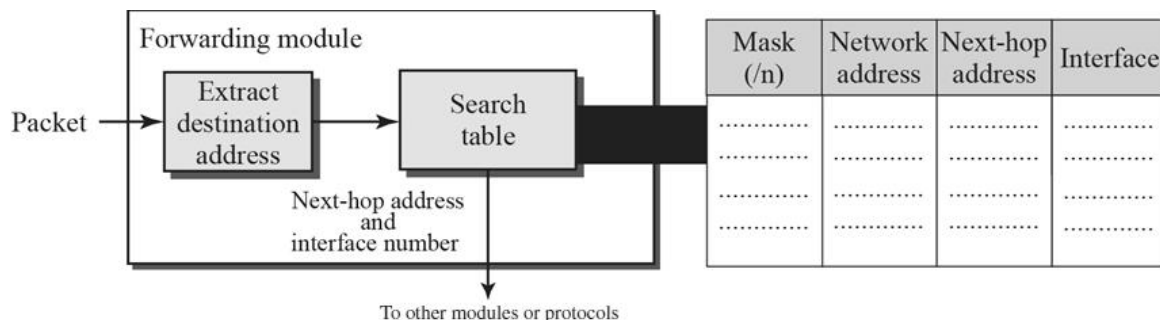 Forwarding module
Packet
Extract
destination
address
Search
table
Next-hop address
and
interface number
To other modules or protocols
Mask
(/n)
Network
address
Next-hop
address
Interface
............ ............ ............ ............
............ ............ ............ ............
............ ............ ............ ............
............ ............ ............ ............